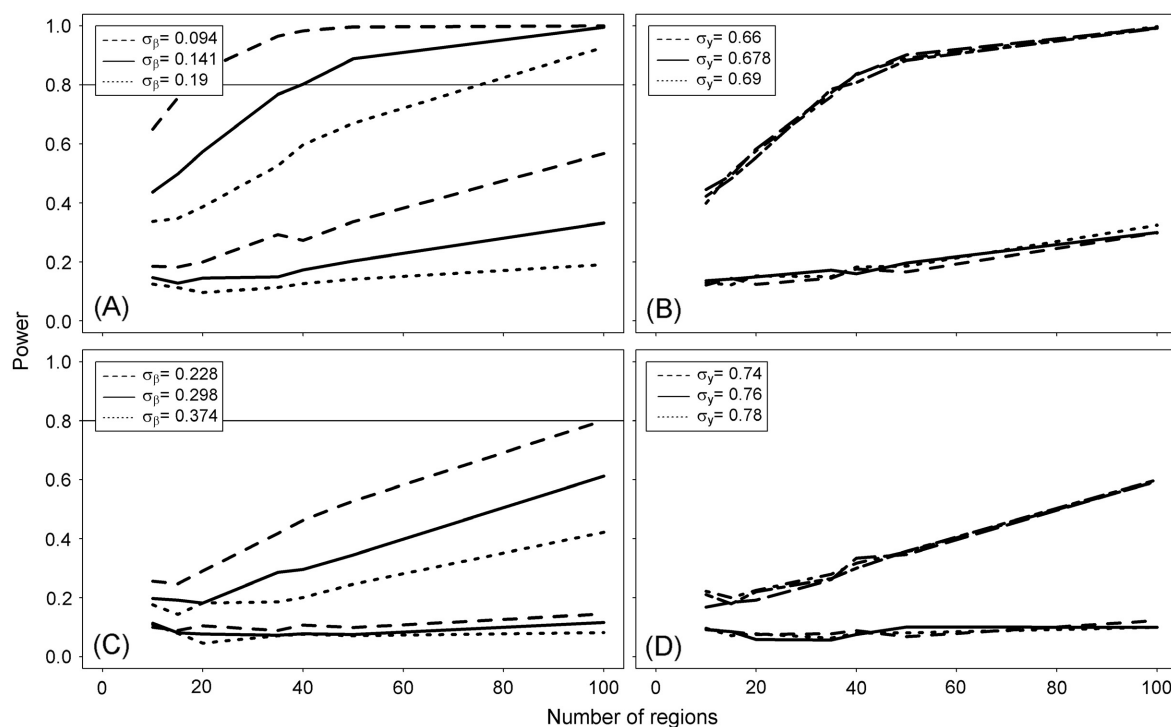 1.0
0.8
0.6
0.4
0.2
0.0
σβ= 0.094
σβ= 0.141
σβ= 0.19
(A)
σy= 0.66
σy= 0.678
σy= 0.69
(B)
Power
1.0
0.8
0.6
0.4
0.2
0.0
σβ= 0.228
σβ= 0.298
σβ= 0.374
(C)
σy= 0.74
σy= 0.76
σy= 0.78
(D)
0 20 40 60 80 100
0 20 40 60 80 100
Number of regions